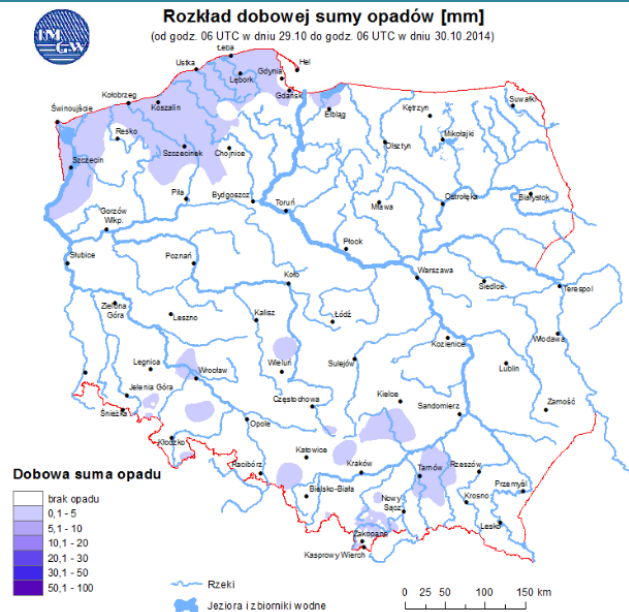 IM
GW
Rozkład dobowej sumy opadów [mm]
(od godz. 06 UTC w dniu 29.10 do godz. 06 UTC w dniu 30.10.2014)
Łeba
Ustka
Hel
Gdynia
Lębork
Gdańsk
Kołobrzeg
Koszalin
Świnoujście
Elbląg
Kętrzyn
Suwałki
Resko
Mikołajki
Olsztyn
Szczecin
Szczecinek
Chojnice
Piła
Bydgoszcz
Toruń
Mława
Ostrołęka
Białystok
Gorzów
Wlkp.
Płock
Słubice
Poznań
Koło
Warszawa
Siedlce
Terespol
Zielona
Góra
Leszno
Kalisz
Łódź
Kozienice
Włodawa
Legnica
Wrocław
Wieluń
Sulejów
Lublin
Jelenia Góra
Śnieżka
Częstochowa
Kielce
Sandomierz
Zamość
Opole
Kłodzko
Racibórz
Katowice
Kraków
Tarnów
Rzeszów
Przemyśl
Bielsko-Biała
Nowy
Sącz
Krosno
Lesko
Zakopane
Kasprowy Wierch
Dobowa suma opadu
brak opadu
0,1 - 5
5,1 - 10
10,1 - 20
20,1 - 30
30,1 - 50
50,1 - 100
Rzeki
Jeziora i zbiorniki wodne
0 25 50 100 150 km